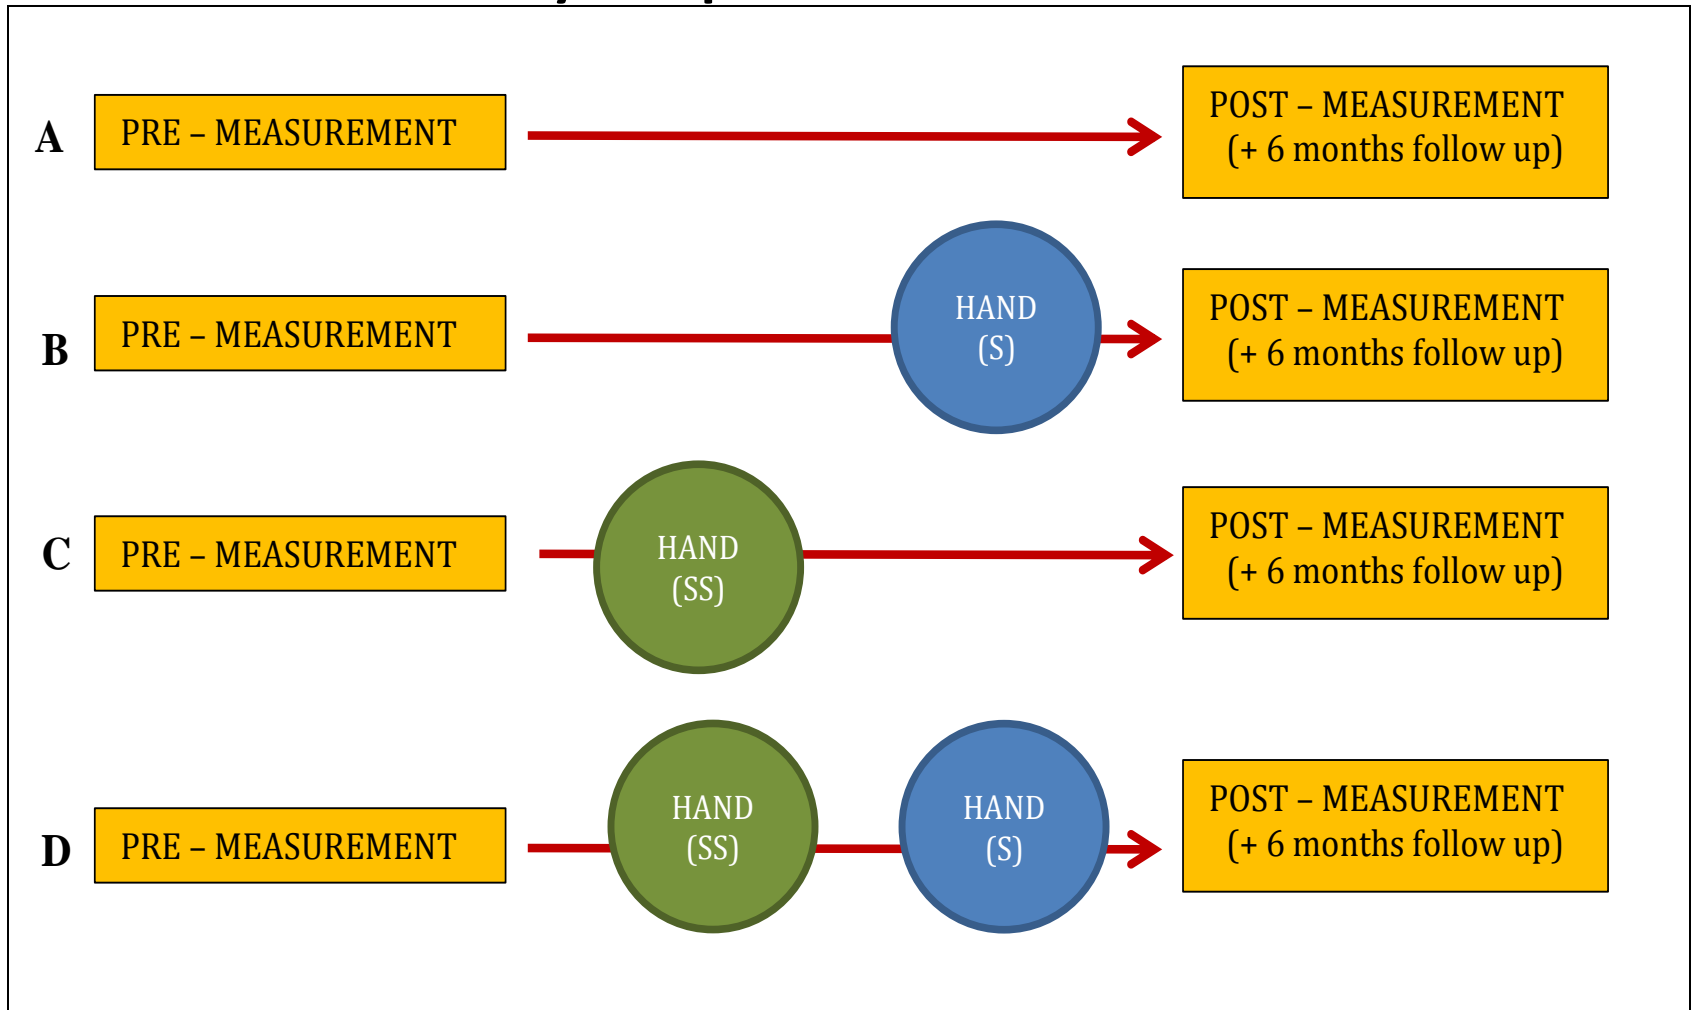 A
PRE – MEASUREMENT
POST – MEASUREMENT
(+ 6 months follow up)
B
PRE – MEASUREMENT
HAND
(S)
POST – MEASUREMENT
(+ 6 months follow up)
C
PRE – MEASUREMENT
HAND
(SS)
POST – MEASUREMENT
(+ 6 months follow up)
D
PRE – MEASUREMENT
HAND
(SS)
HAND
(S)
POST – MEASUREMENT
(+ 6 months follow up)